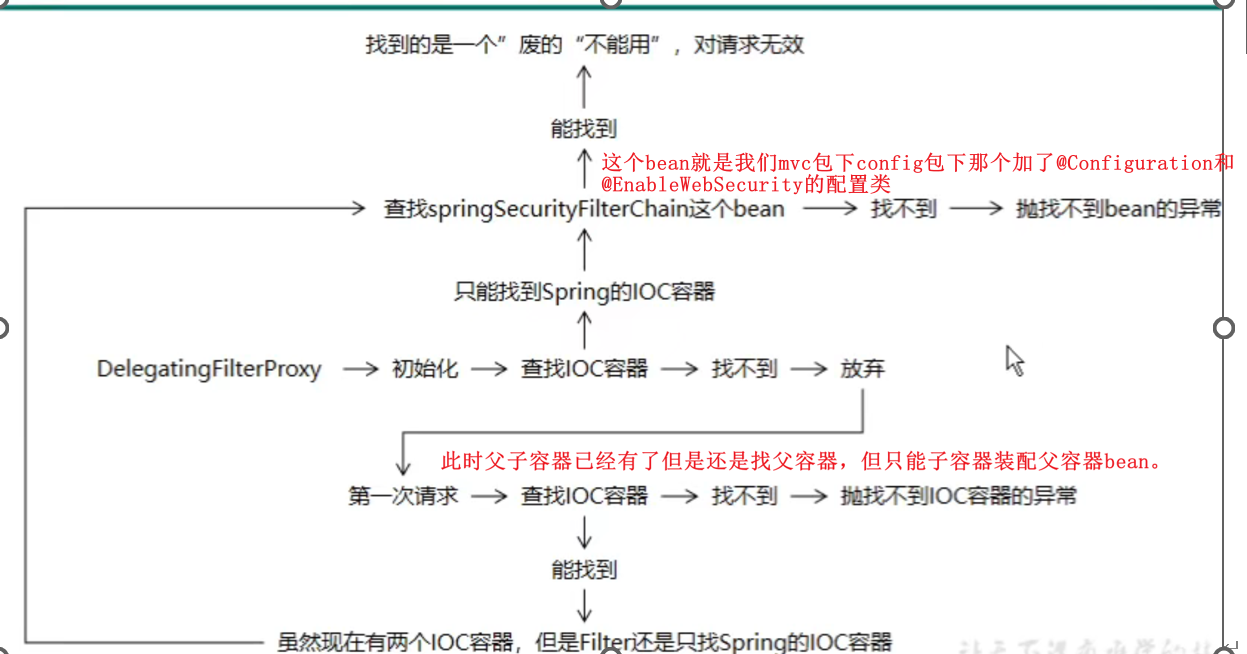 找到的是一个”废的“不能用”，对请求无效
能找到
这个bean就是我们mvc包下config包下那个加了@Configuration和
@EnableWebSecurity的配置类
查找springSecurityFilterChain这个bean 找不到 抛找不到bean的异常
只能找到Spring的IOC容器
DelegatingFilterProxy 初始化 查找IOC容器 找不到 放弃
此时父子容器已经有了但是还是找父容器，但只能子容器装配父容器bean。
第一次请求 查找IOC容器 找不到 抛找不到IOC容器的异常
能找到
虽然现在有两个IOC容器，但是Filter还是只找Spring的IOC容器